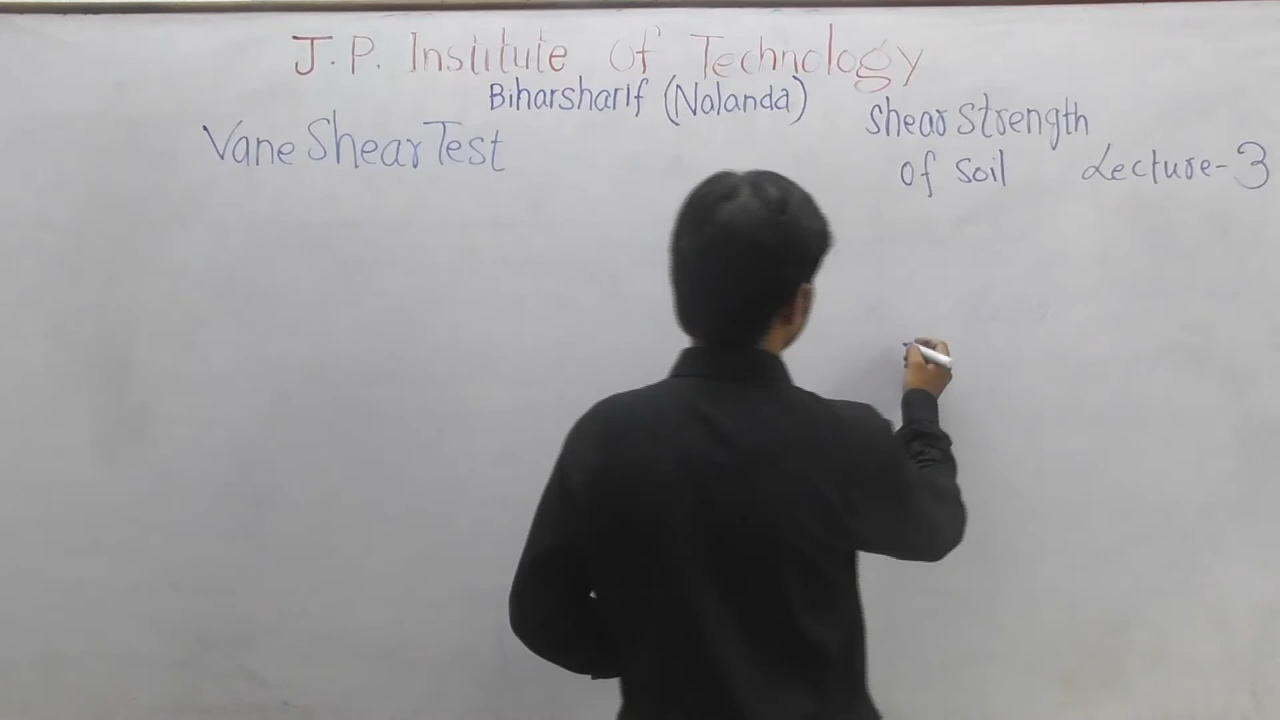 J.P. Institute Of Technology
Biharsharif (Nalanda)
Vane Shear Test
Shear Strength
of Soil
Lecture-3